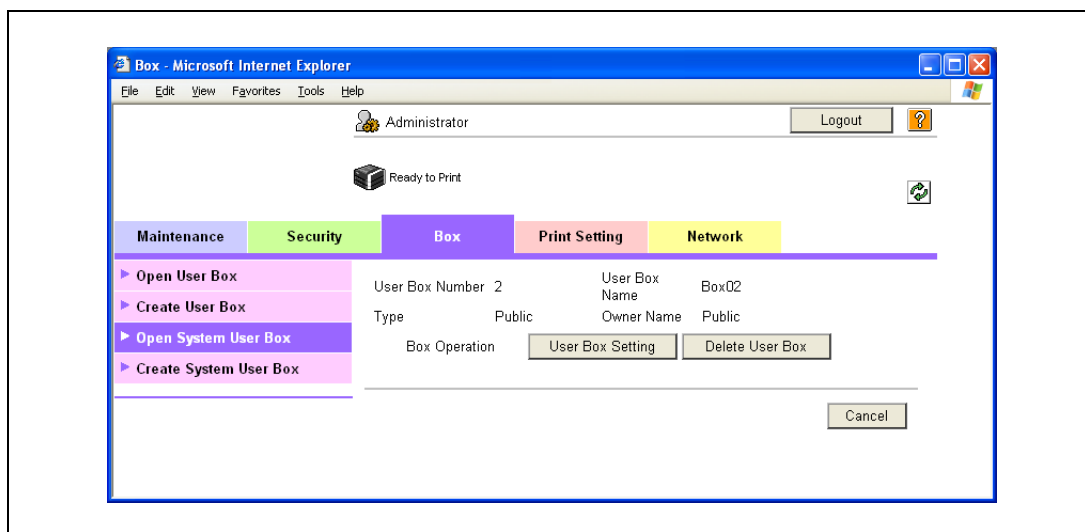 Box - Microsoft Internet Explorer
File Edit View Favorites Tools Help
Administrator
Logout
?
Ready to Print
Maintenance Security Box Print Setting Network
Open User Box
Create User Box
Open System User Box
Create System User Box
User Box Number 2 User Box Name Box02
Type Public Owner Name Public
Box Operation User Box Setting Delete User Box
Cancel